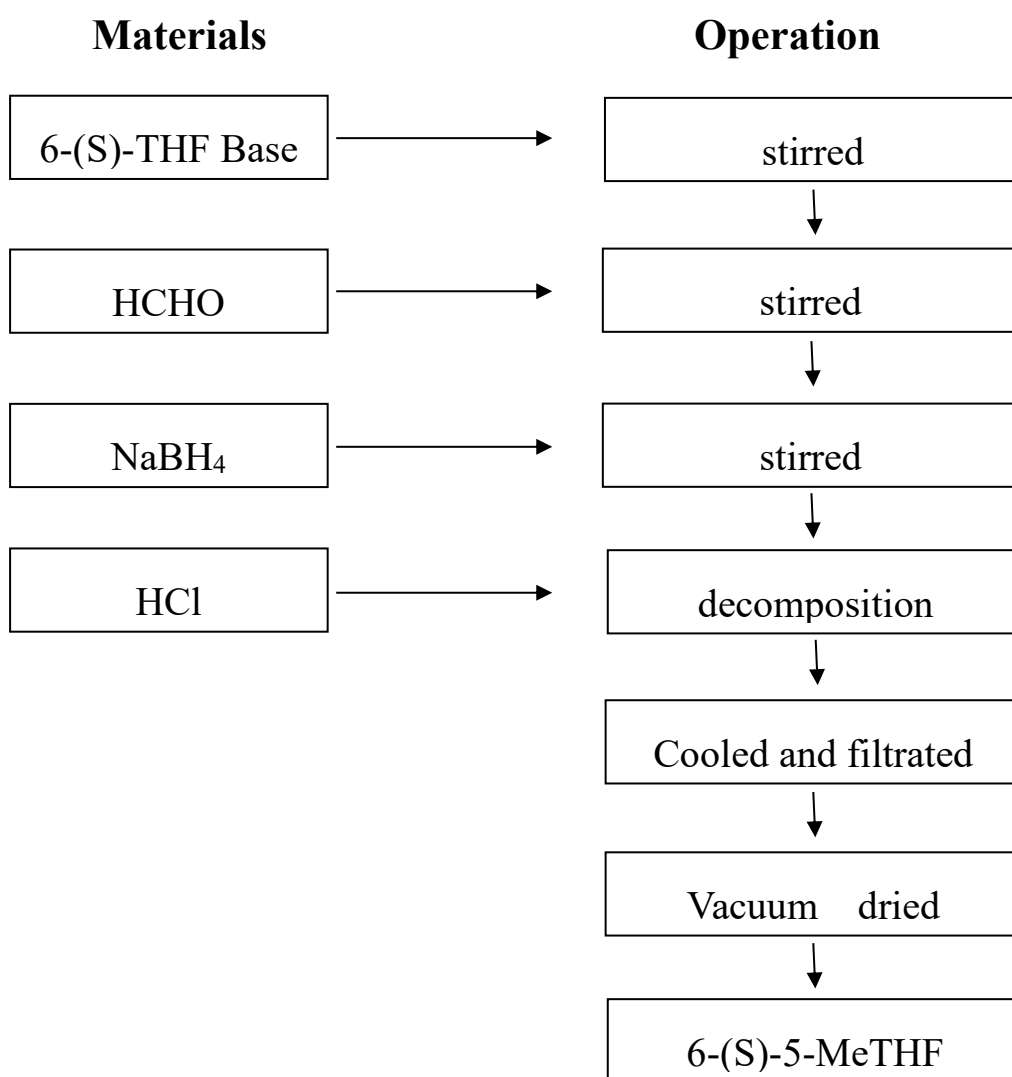 Materials Operation
6-(S)-THF Base stirred
HCHO stirred
NaBH₄ stirred
HCl decomposition
Cooled and filtrated
Vacuum dried
6-(S)-5-MeTHF